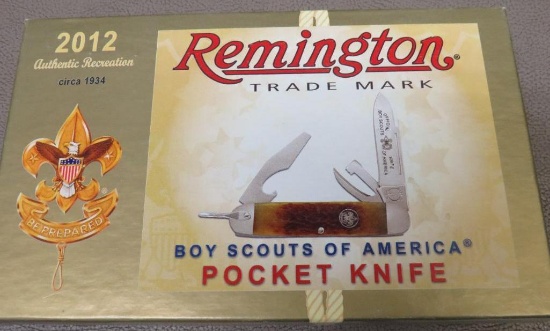 2012
Authentic Recreation
circa 1934
Remington®
TRADE MARK
BE PREPARED
BOY SCOUTS OF AMERICA®
POCKET KNIFE